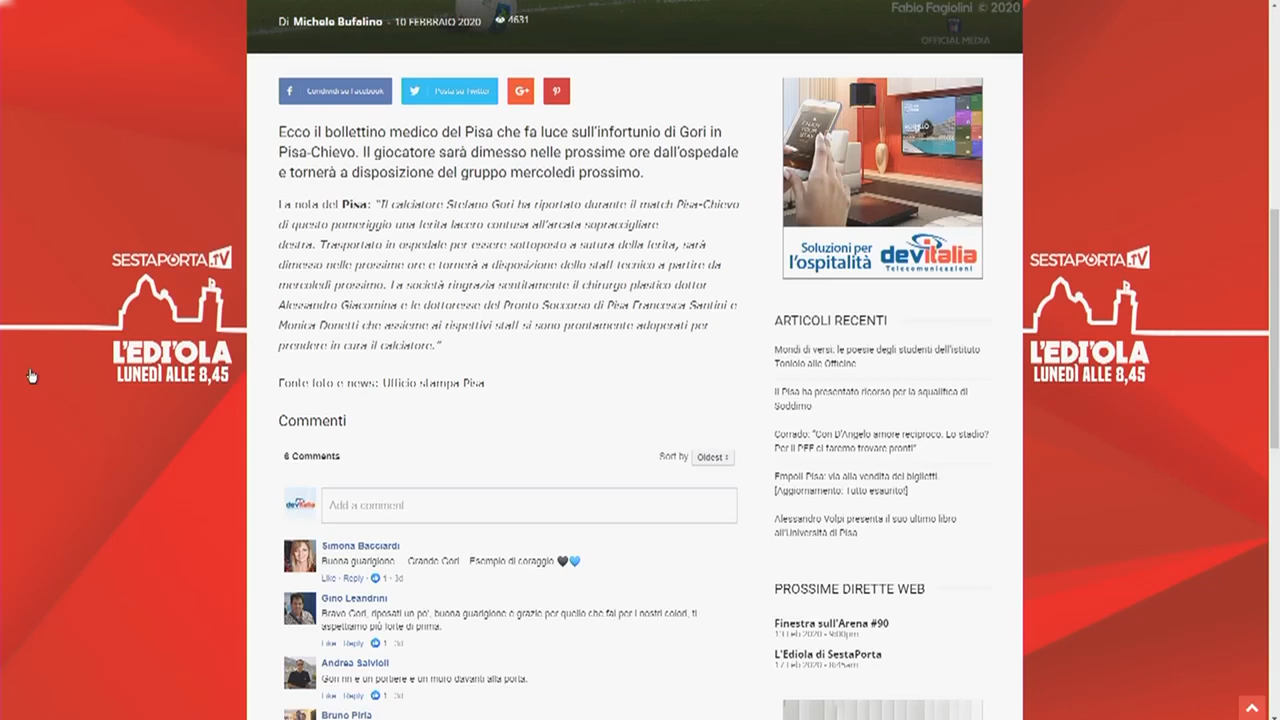 Fabio Fagiolini © 2020
Di Michele Bufalino - 10 FEBBRAIO 2020 4631
OFFICIAL MEDIA
Condividi su Facebook
Posta su Twitter
G+
Ecco il bollettino medico del Pisa che fa luce sull'infortunio di Gori in
Pisa-Chievo. Il giocatore sarà dimesso nelle prossime ore dall'ospedale
e tornerà a disposizione del gruppo mercoledì prossimo.
La nota del Pisa: "Il calciatore Stefano Gori ha riportato durante il match Pisa-Chievo
di questo pomeriggio una ferita lacero contusa all'arcata sopraccigliare
destra. Trasportato in ospedale per essere sottoposto a sutura della ferita, sarà
dimesso nelle prossime ore e tornerà a disposizione dello staff tecnico a partire da
mercoledì prossimo. La società ringrazia sentitamente il chirurgo plastico dottor
Alessandro Giacomina e le dottoresse del Pronto Soccorso di Pisa Francesca Santini e
Monica Donetti che assieme ai rispettivi staff si sono prontamente adoperati per
prendere in cura il calciatore."
Fonte foto e news: Ufficio stampa Pisa
Commenti
6 Comments
Sort by Oldest
devitalia
Add a comment
Simona Bacciardi
Buona guarigione Grande Gori Esempio di coraggio 🖤💙
Like · Reply · 1 · 3d
Gino Leandrini
Bravo Gori, riposati un po', buona guarigione e grazie per quello che fai per i nostri colori, ti
aspettiamo più forte di prima.
Like · Reply · 1 · 3d
Andrea Salvioli
Gori nn e un portiere e un muro davanti alla porta.
Like · Reply · 1 · 3d
Bruno Pirla
ENJOY
YOUR
Soluzioni per
l'ospitalità
devitalia
Telecomunicazioni
ARTICOLI RECENTI
Mondi di versi: le poesie degli studenti dell'istituto
Toniolo alle Officine
Il Pisa ha presentato ricorso per la squalifica di
Soddimo
Corrado: "Con D'Angelo amore reciproco. Lo stadio?
Per il PEF ci faremo trovare pronti"
Empoli Pisa: via alla vendita dei biglietti.
[Aggiornamento: Tutto esaurito!]
Alessandro Volpi presenta il suo ultimo libro
all'Università di Pisa
PROSSIME DIRETTE WEB
Finestra sull'Arena #90
13 Feb 2020 - 9:00pm
L'Ediola di SestaPorta
17 Feb 2020 - 8:45am
SESTAPORTA.TV
L'EDI'OLA
LUNEDÌ ALLE 8,45
SESTAPORTA.TV
L'EDI'OLA
LUNEDÌ ALLE 8,45